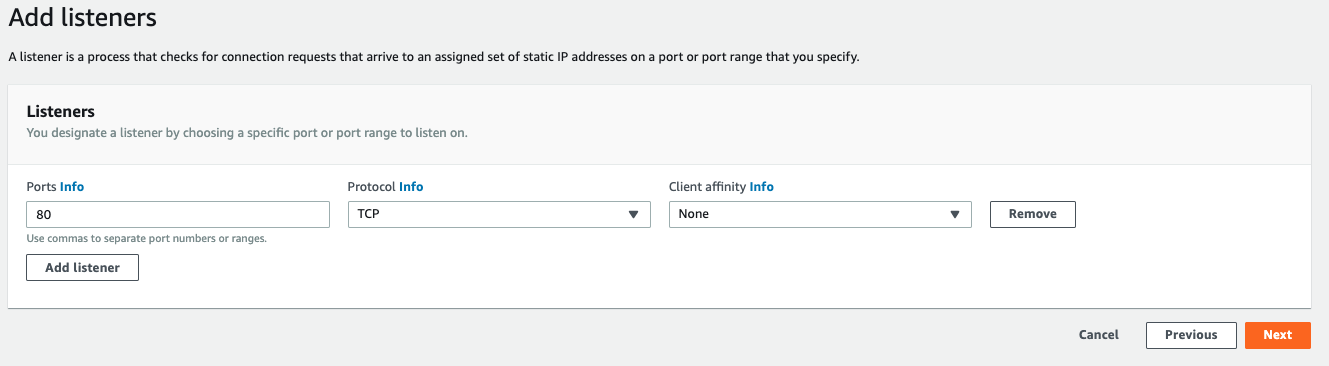 Add listeners
A listener is a process that checks for connection requests that arrive to an assigned set of static IP addresses on a port or port range that you specify.
Listeners
You designate a listener by choosing a specific port or port range to listen on.
Ports Info
Protocol Info
Client affinity Info
80
TCP
None
Remove
Use commas to separate port numbers or ranges.
Add listener
Cancel
Previous
Next